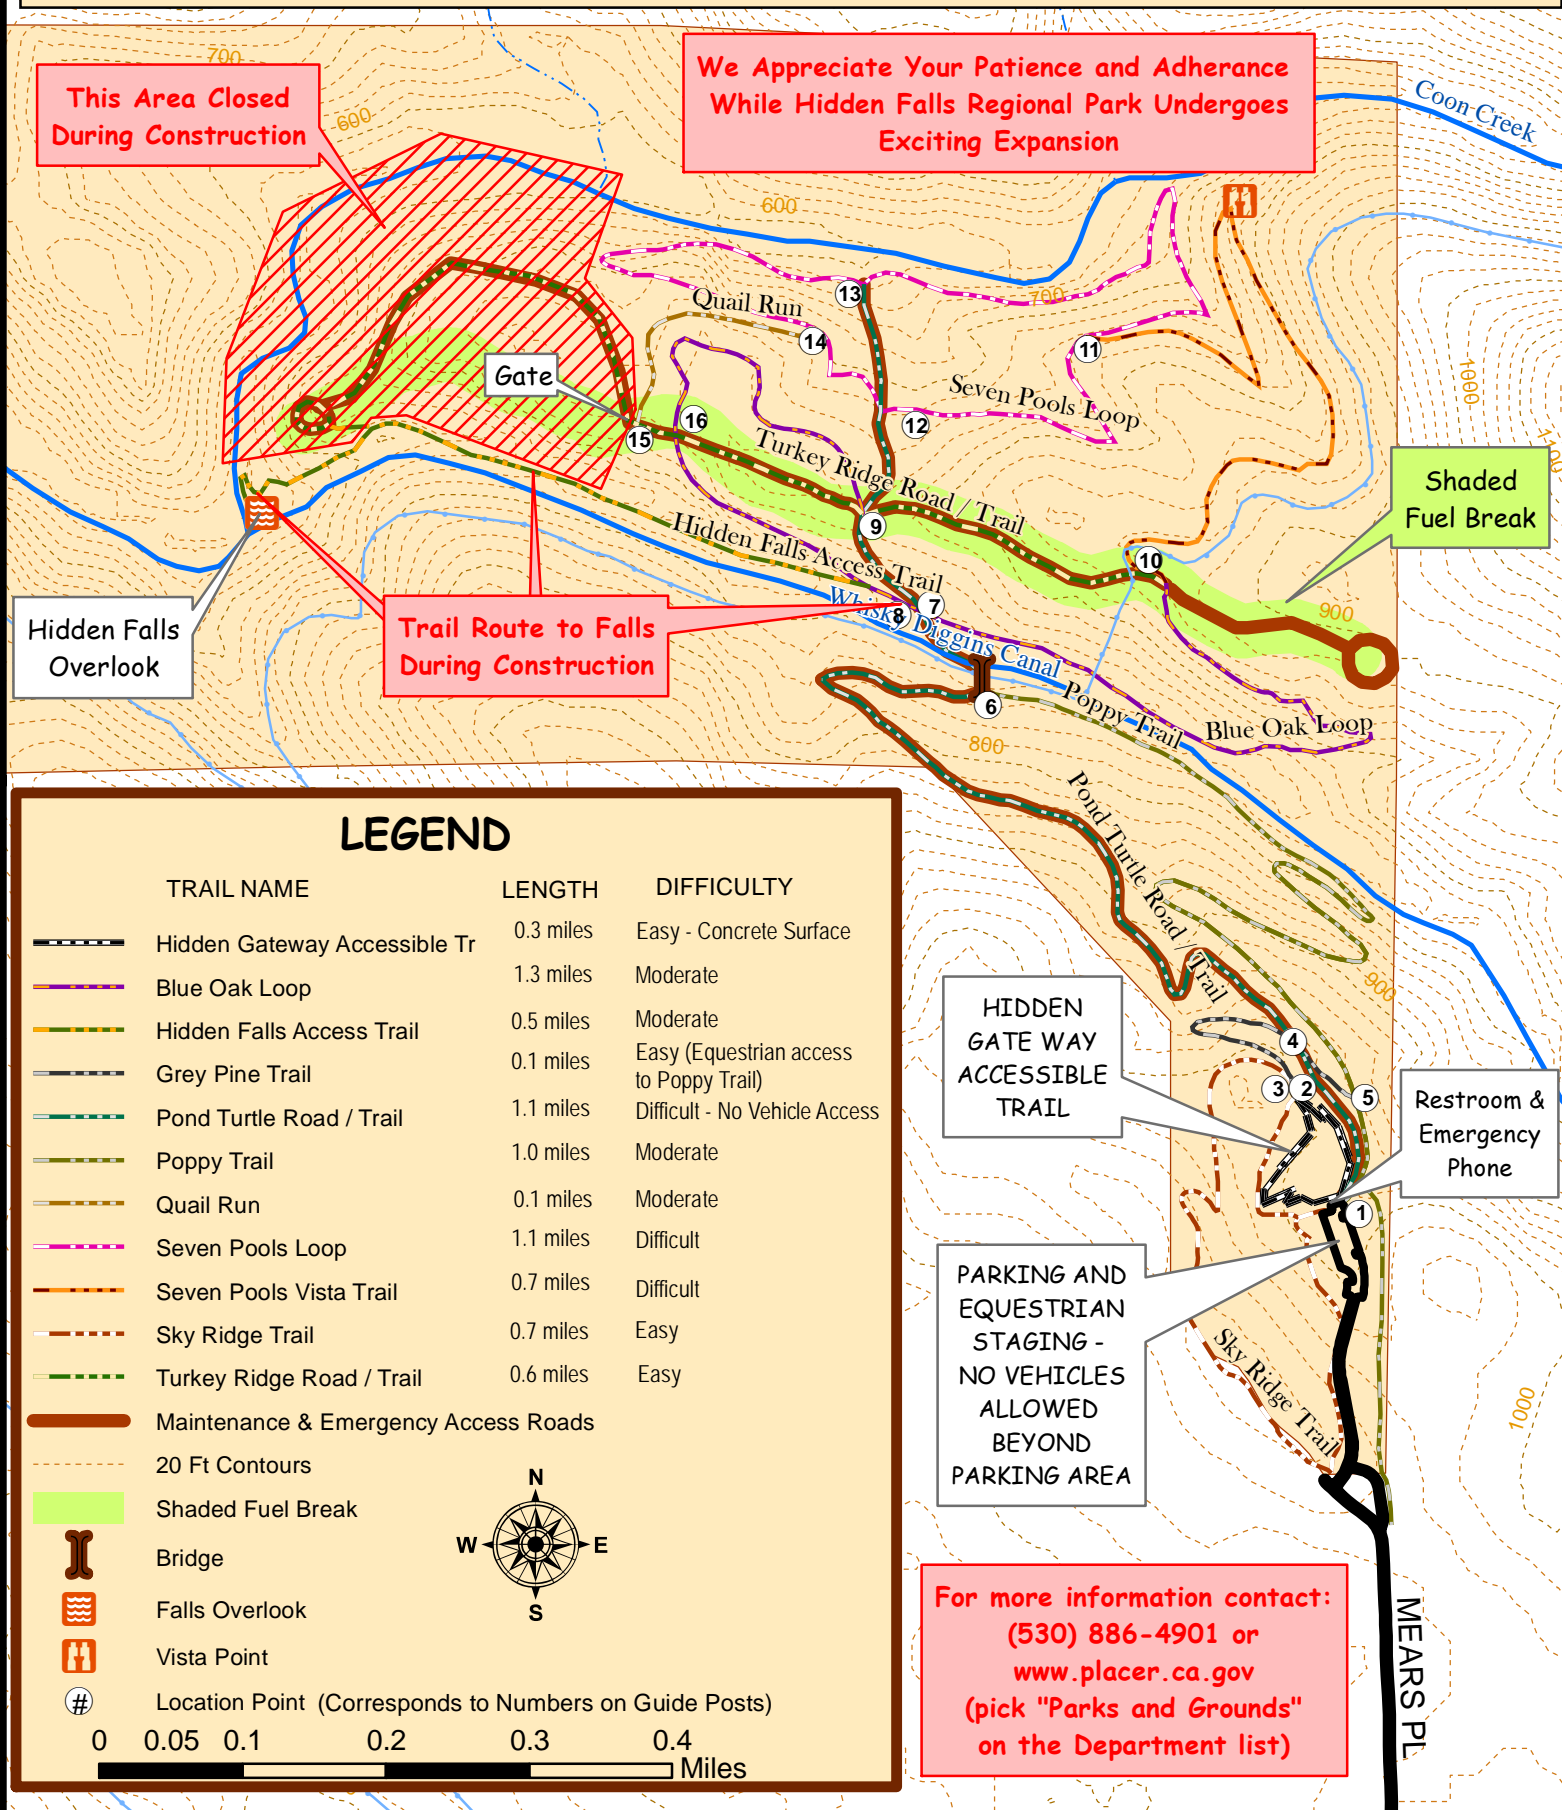 700
This Area Closed
During Construction
600
We Appreciate Your Patience and Adherance
While Hidden Falls Regional Park Undergoes
Exciting Expansion
Coon Creek
600
700
Quail Run
13
14
11
Gate
Seven Pools Loop
1000
1100
16
12
15
Turkey Ridge Road / Trail
Shaded
Fuel Break
9
Hidden Falls Access Trail
10
900
Hidden Falls
Overlook
Trail Route to Falls
During Construction
7
8
Whisky Diggins Canal
6
Poppy Trail
Blue Oak Loop
800
Pond Turtle Road / Trail
900
LEGEND
TRAIL NAME LENGTH DIFFICULTY
Hidden Gateway Accessible Tr 0.3 miles Easy - Concrete Surface
Blue Oak Loop 1.3 miles Moderate
Hidden Falls Access Trail 0.5 miles Moderate
Grey Pine Trail 0.1 miles Easy (Equestrian access
to Poppy Trail)
Pond Turtle Road / Trail 1.1 miles Difficult - No Vehicle Access
Poppy Trail 1.0 miles Moderate
Quail Run 0.1 miles Moderate
Seven Pools Loop 1.1 miles Difficult
Seven Pools Vista Trail 0.7 miles Difficult
Sky Ridge Trail 0.7 miles Easy
Turkey Ridge Road / Trail 0.6 miles Easy
Maintenance & Emergency Access Roads
20 Ft Contours
Shaded Fuel Break
Bridge
Falls Overlook
Vista Point
# Location Point (Corresponds to Numbers on Guide Posts)
N
W E
S
0 0.05 0.1 0.2 0.3 0.4
Miles
HIDDEN
GATE WAY
ACCESSIBLE
TRAIL
4
3 2
5
Restroom &
Emergency
Phone
1
PARKING AND
EQUESTRIAN
STAGING -
NO VEHICLES
ALLOWED
BEYOND
PARKING AREA
Sky Ridge Trail
1000
For more information contact:
(530) 886-4901 or
www.placer.ca.gov
(pick "Parks and Grounds"
on the Department list)
MEARS PL